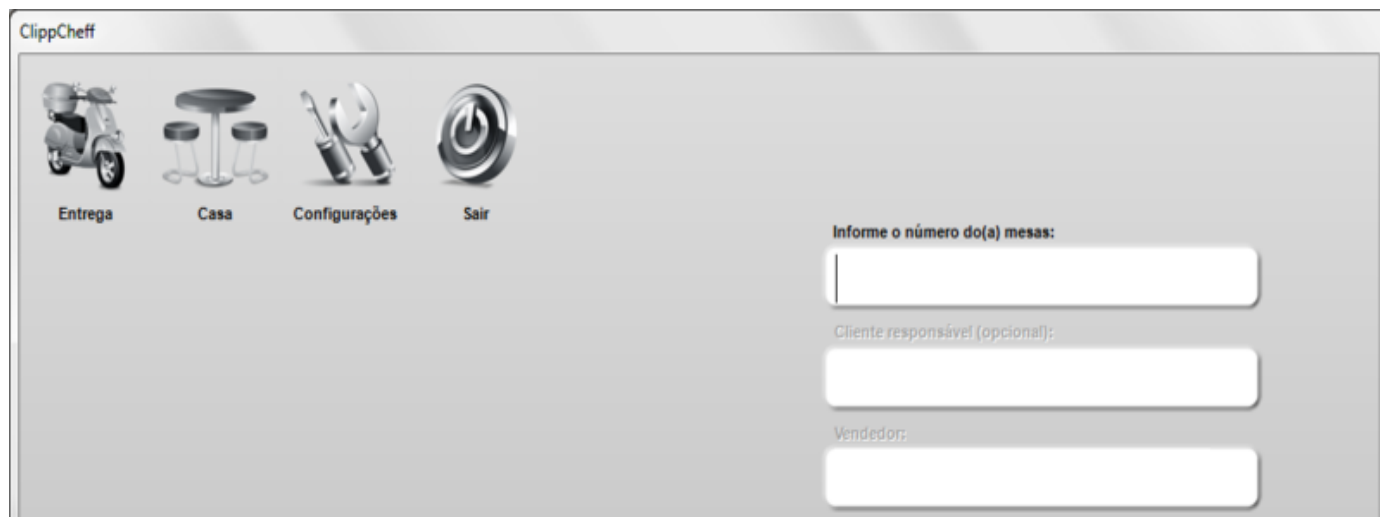 ClippCheff
Entrega Casa Configurações Sair
Informe o número do(a) mesas:
Cliente responsável (opcional):
Vendedor: